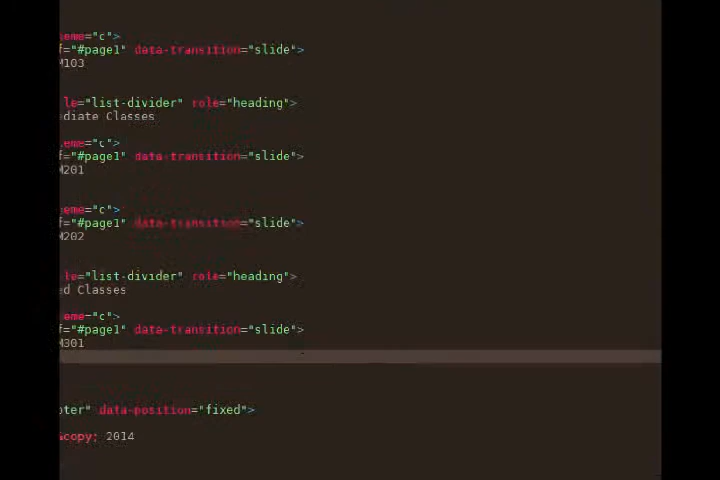 eme="c">
f="#page1" data-transition="slide">
M103
le="list-divider" role="heading">
diate Classes
eme="c">
f="#page1" data-transition="slide">
M201
eme="c">
f="#page1" data-transition="slide">
M202
le="list-divider" role="heading">
ed Classes
eme="c">
f="#page1" data-transition="slide">
M301
oter" data-position="fixed">
&copy; 2014